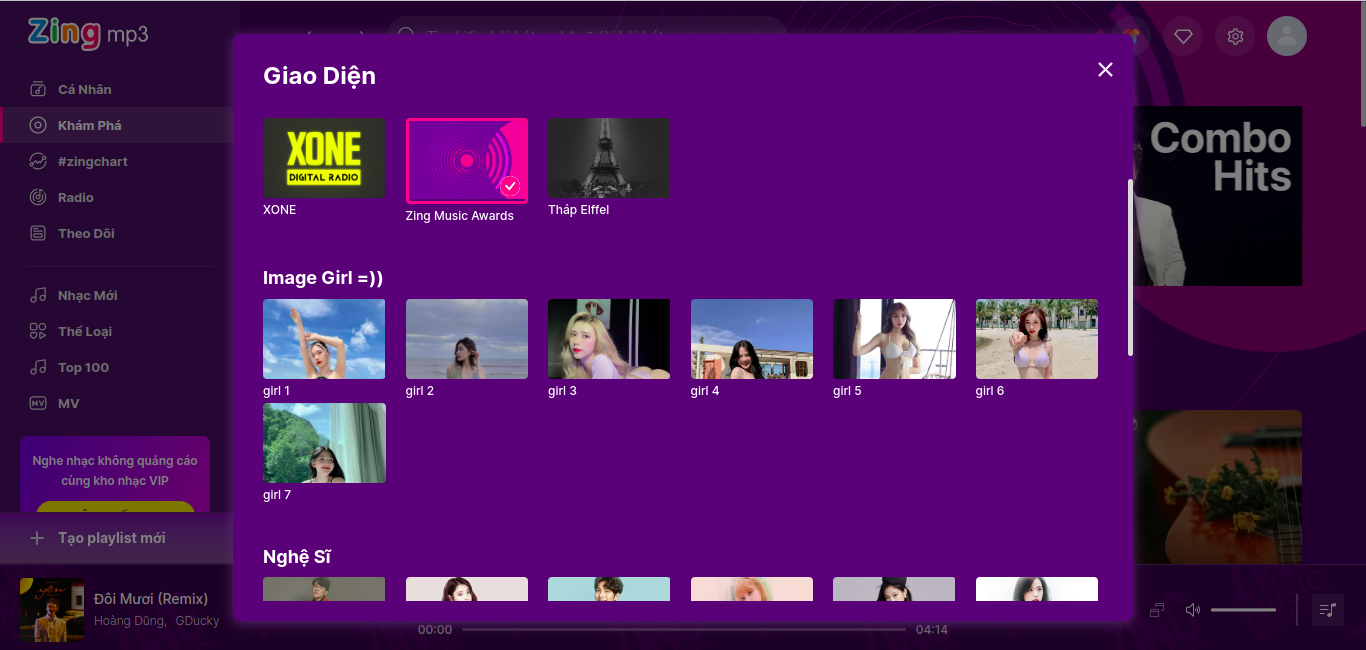 Zing mp3
Cá Nhân
Khám Phá
#zingchart
Radio
Theo Dõi
Nhạc Mới
Thể Loại
Top 100
MV
MV
Nghe nhạc không quảng cáo
cùng kho nhạc VIP
Tạo playlist mới
Giao Diện
XONE
DIGITAL RADIO
XONE
Zing Music Awards
Tháp EIffel
Image Girl =))
girl 1
girl 2
girl 3
girl 4
girl 5
girl 6
girl 7
Nghệ Sĩ
Combo
Hits
Đôi Mươi (Remix)
Hoàng Dũng, GDucky
00:00
04:14